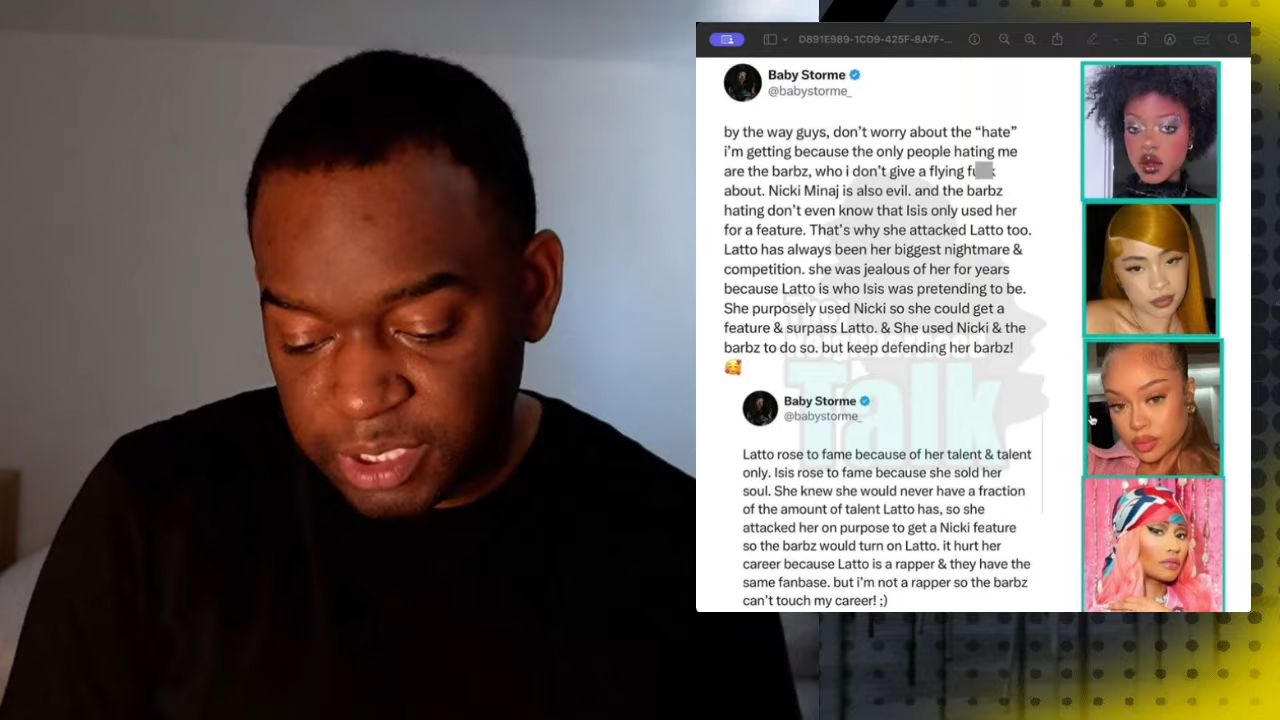 D891E989-1CD9-425F-8A7F-...
Baby Storme
@babystorme_
by the way guys, don't worry about the “hate”
i'm getting because the only people hating me
are the barbz, who i don't give a flying fu k
about. Nicki Minaj is also evil. and the barbz
hating don't even know that Isis only used her
for a feature. That's why she attacked Latto too.
Latto has always been her biggest nightmare &
competition. she was jealous of her for years
because Latto is who Isis was pretending to be.
She purposely used Nicki so she could get a
feature & surpass Latto. & She used Nicki & the
barbz to do so. but keep defending her barbz!
🥰
The
Neighborhood
Talk
Baby Storme
@babystorme_
Latto rose to fame because of her talent & talent
only. Isis rose to fame because she sold her
soul. She knew she would never have a fraction
of the amount of talent Latto has, so she
attacked her on purpose to get a Nicki feature
so the barbz would turn on Latto. it hurt her
career because Latto is a rapper & they have the
same fanbase. but i'm not a rapper so the barbz
can't touch my career! ;)